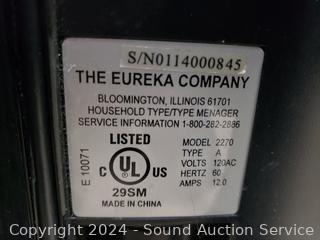 S/N0114000845
THE EUREKA COMPANY
BLOOMINGTON, ILLINOIS 61701
HOUSEHOLD TYPE/TYPE MENAGER
SERVICE INFORMATION 1-800-282-2886
LISTED
C UL US
29SM
MADE IN CHINA
E 10071
MODEL 2270
TYPE A
VOLTS 120AC
HERTZ 60
AMPS 12.0
Copyright 2024 - Sound Auction Service